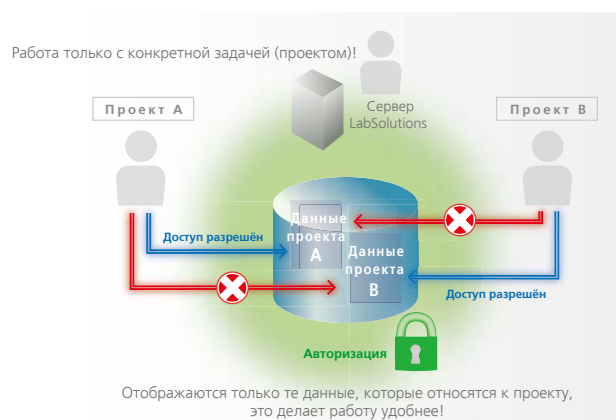 Работа только с конкретной задачей (проектом)!
Проект A
Сервер
LabSolutions
Проект B
Данные
проекта
A
Доступ разрешён
Данные
проекта
B
Доступ разрешён
Авторизация
Отображаются только те данные, которые относятся к проекту,
это делает работу удобнее!